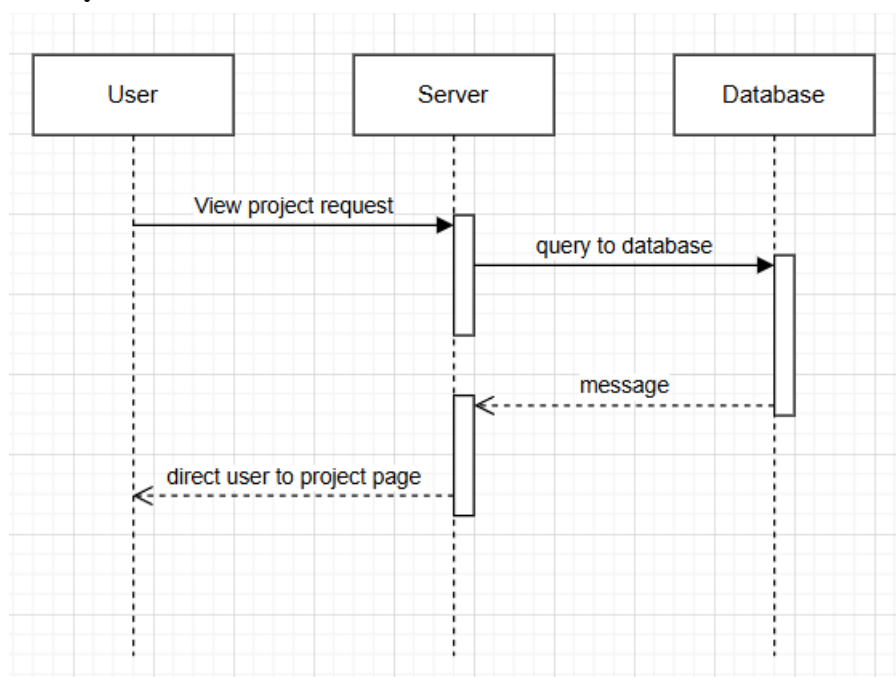 User
Server
Database
View project request
query to database
message
direct user to project page